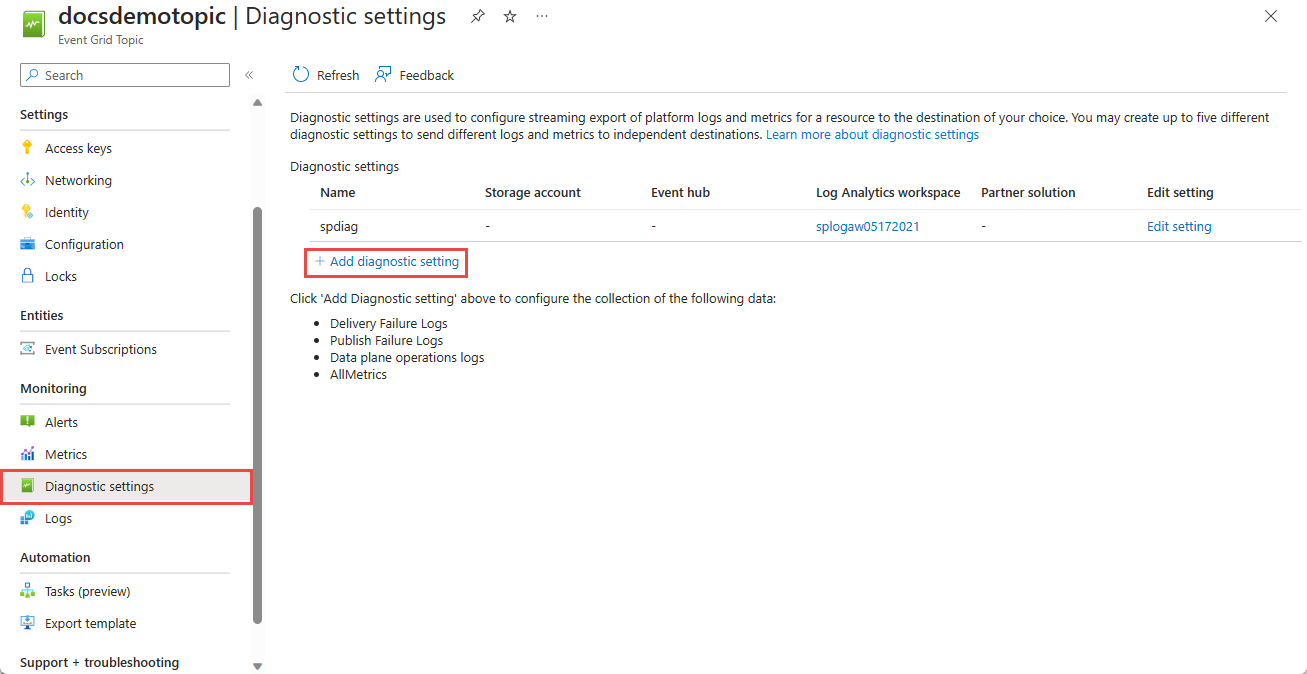 docsdemotopic | Diagnostic settings
Event Grid Topic
Search
Settings
Access keys
Networking
Identity
Configuration
Locks
Entities
Event Subscriptions
Monitoring
Alerts
Metrics
Diagnostic settings
Logs
Automation
Tasks (preview)
Export template
Support + troubleshooting
Refresh Feedback
Diagnostic settings are used to configure streaming export of platform logs and metrics for a resource to the destination of your choice. You may create up to five different
diagnostic settings to send different logs and metrics to independent destinations. Learn more about diagnostic settings
Diagnostic settings
Name Storage account Event hub Log Analytics workspace Partner solution Edit setting
spdiag - - splogaw05172021 - Edit setting
+ Add diagnostic setting
Click 'Add Diagnostic setting' above to configure the collection of the following data:
• Delivery Failure Logs
• Publish Failure Logs
• Data plane operations logs
• AllMetrics